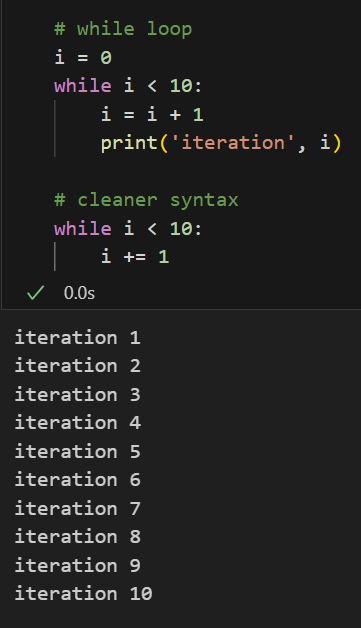 # while loop
i = 0
while i < 10:
    i = i + 1
    print('iteration', i)

# cleaner syntax
while i < 10:
    i += 1
0.0s
iteration 1
iteration 2
iteration 3
iteration 4
iteration 5
iteration 6
iteration 7
iteration 8
iteration 9
iteration 10